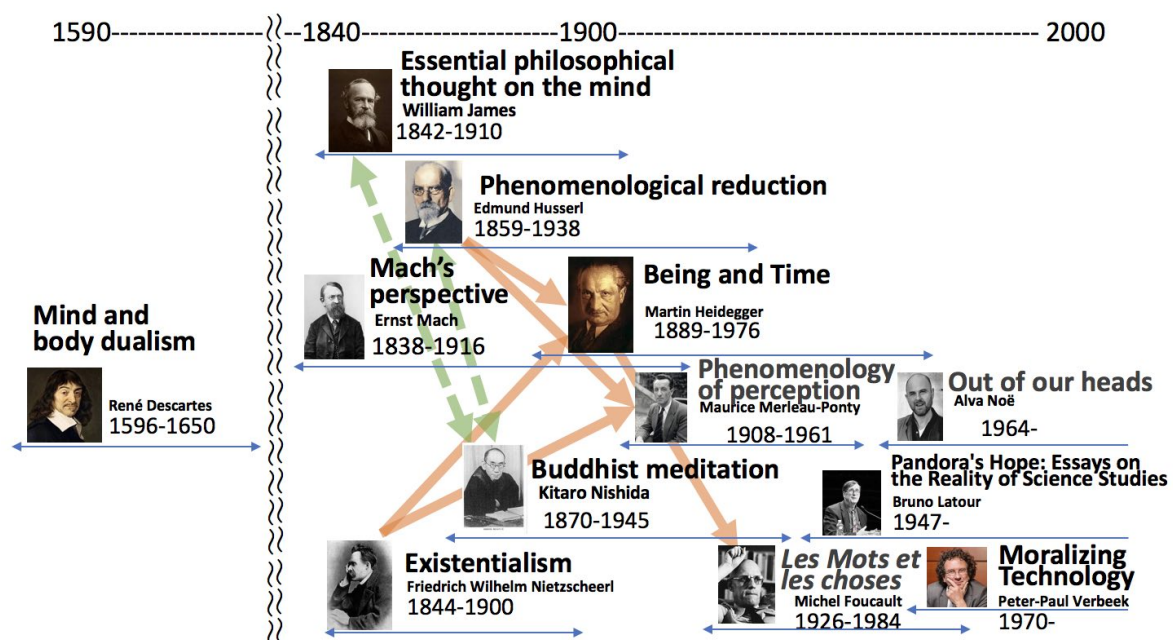 1590--------------------------1840---------------------1900------------------------------------- 2000
Essential philosophical
thought on the mind
William James
1842-1910
Phenomenological reduction
Edmund Husserl
1859-1938
Mach's
perspective
Ernst Mach
1838-1916
Being and Time
Martin Heidegger
1889-1976
Mind and
body dualism
René Descartes
1596-1650
Phenomenology
of perception
Maurice Merleau-Ponty
1908-1961
Out of our heads
Alva Noë
1964-
Buddhist meditation
Kitaro Nishida
1870-1945
Pandora's Hope: Essays on
the Reality of Science Studies
Bruno Latour
1947-
Existentialism
Friedrich Wilhelm Nietzscheerl
1844-1900
Les Mots et
les choses
Michel Foucault
1926-1984
Moralizing
Technology
Peter-Paul Verbeek
1970-